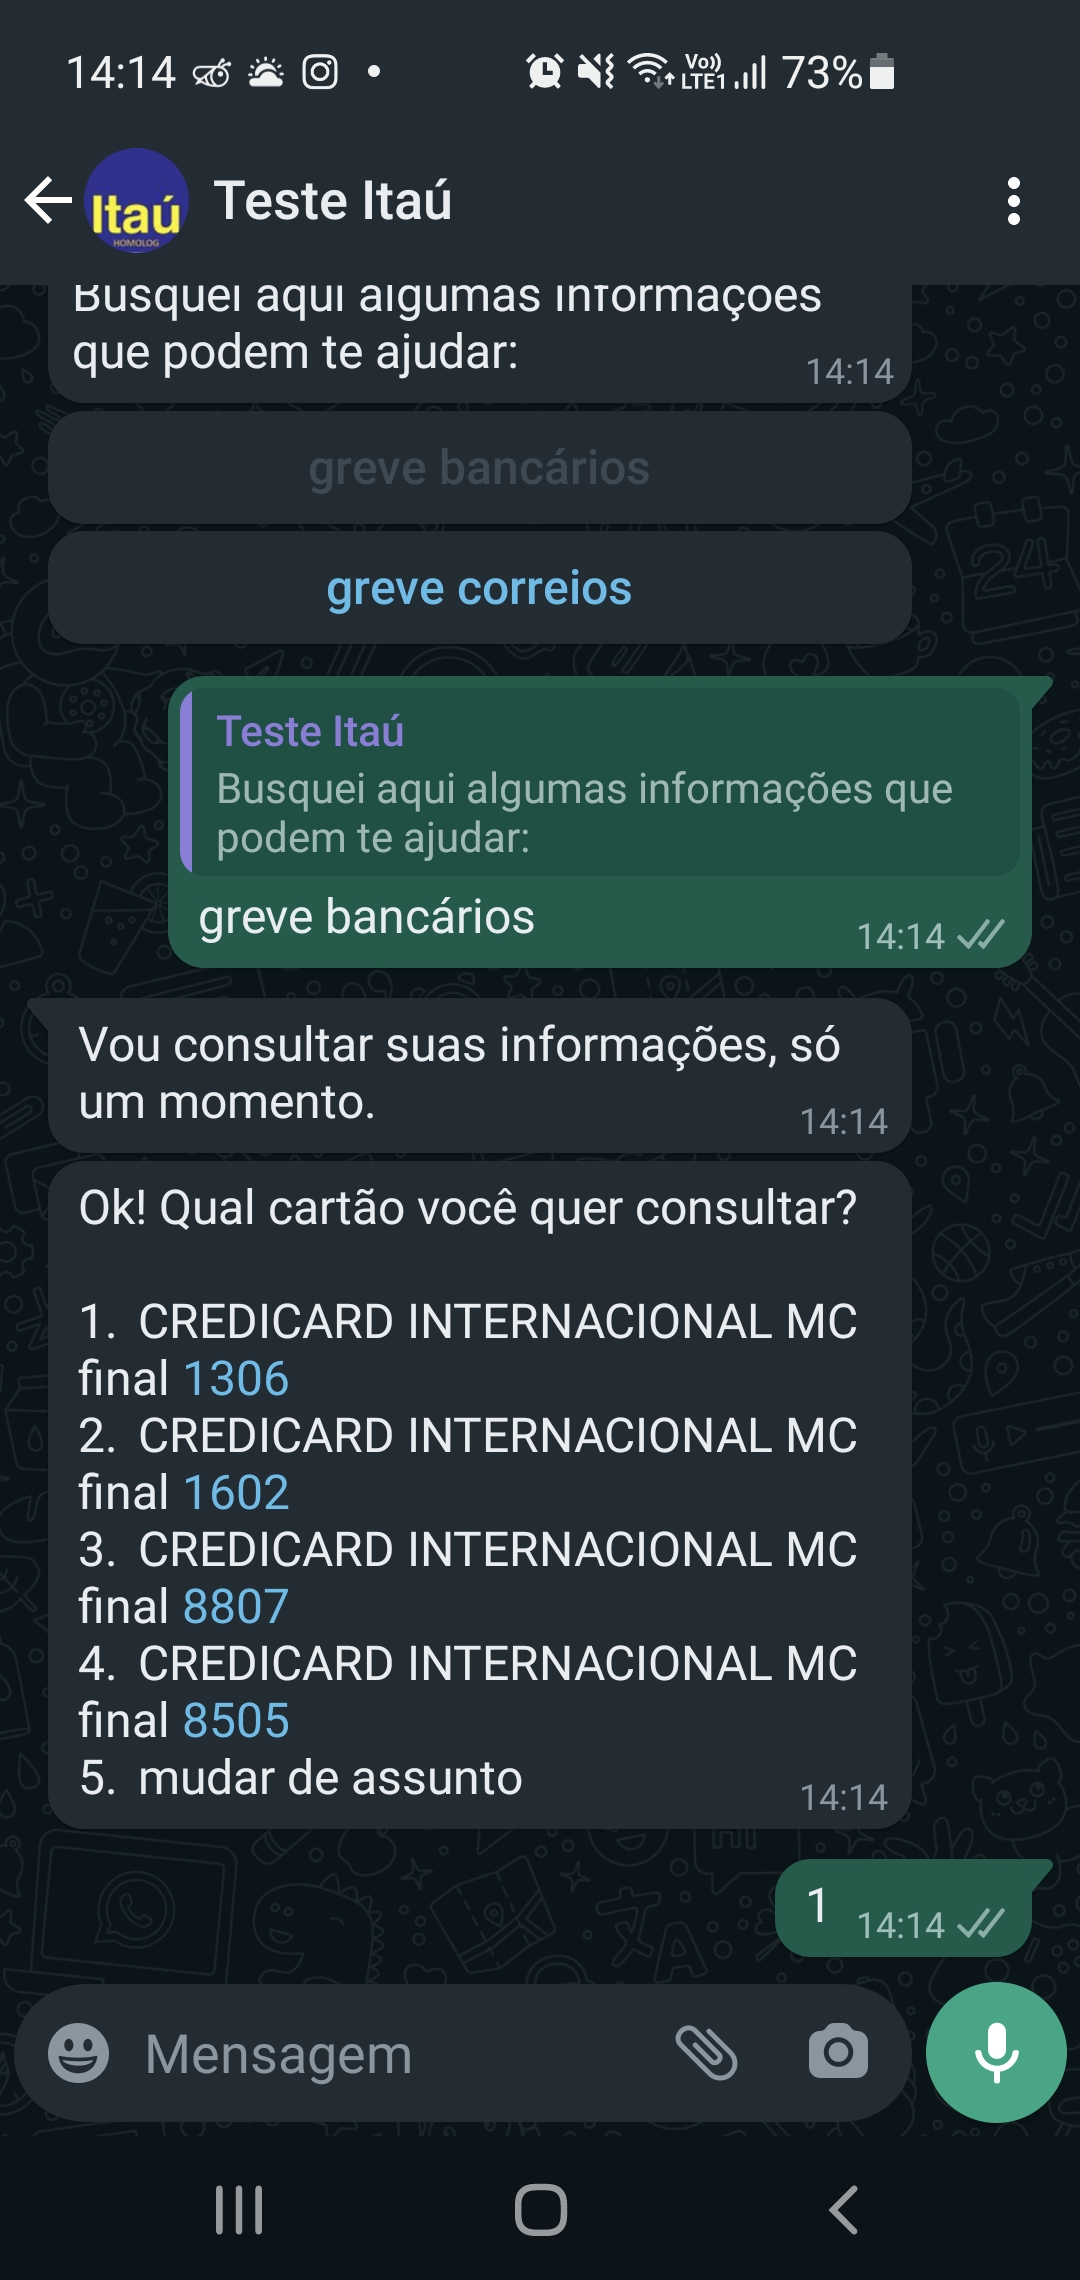 14:14 Vo)) LTE1 73%
Itaú
HOMOLOG
Teste Itaú
Busquei aqui algumas informações
que podem te ajudar:
14:14
greve bancários
greve correios
Teste Itaú
Busquei aqui algumas informações que
podem te ajudar:
greve bancários
14:14
Vou consultar suas informações, só
um momento.
14:14
Ok! Qual cartão você quer consultar?
1. CREDICARD INTERNACIONAL MC
final 1306
2. CREDICARD INTERNACIONAL MC
final 1602
3. CREDICARD INTERNACIONAL MC
final 8807
4. CREDICARD INTERNACIONAL MC
final 8505
5. mudar de assunto
14:14
1 14:14
Mensagem